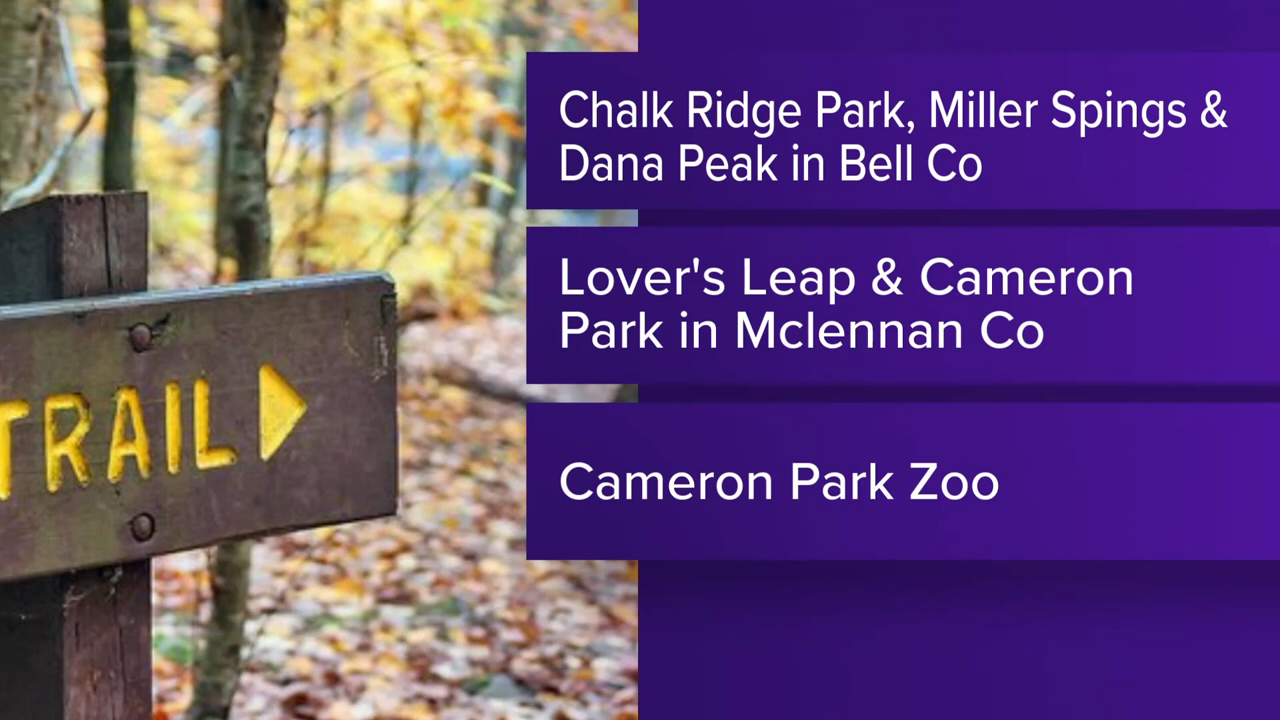 TRAIL
Chalk Ridge Park, Miller Spings &
Dana Peak in Bell Co
Lover's Leap & Cameron
Park in Mclennan Co
Cameron Park Zoo